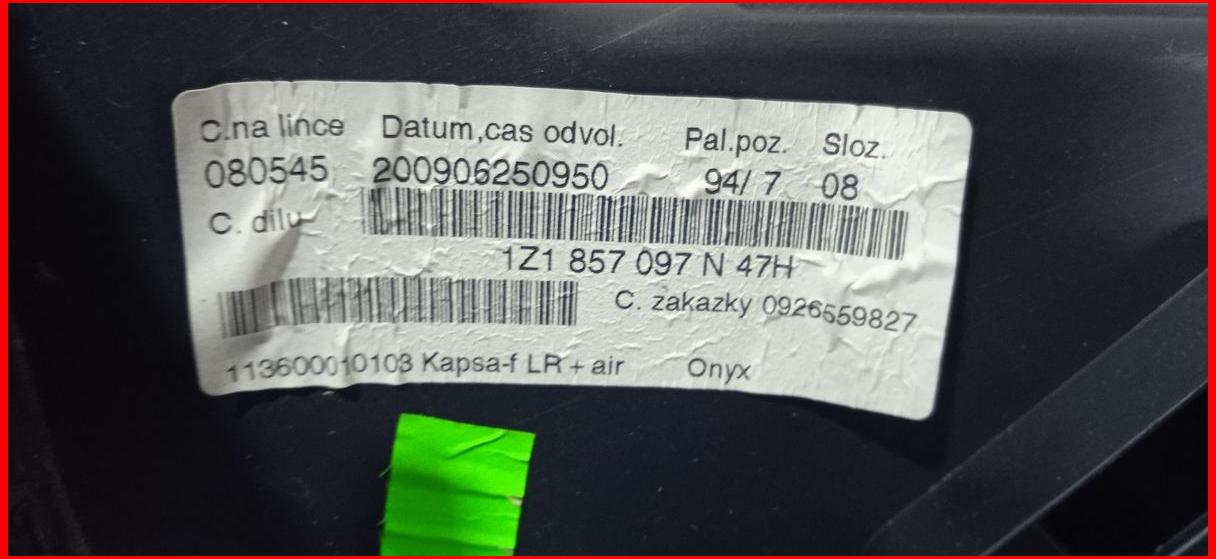 C.na lince Datum,cas odvol. Pal.poz. Sloz.
080545 200906250950 94/ 7 08
C. dilu
1Z1 857 097 N 47H
C. zakazky 0926559827
113600010103 Kapsa-f LR + air Onyx